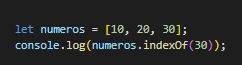 let numeros = [10, 20, 30];
console.log(numeros.indexOf(30));